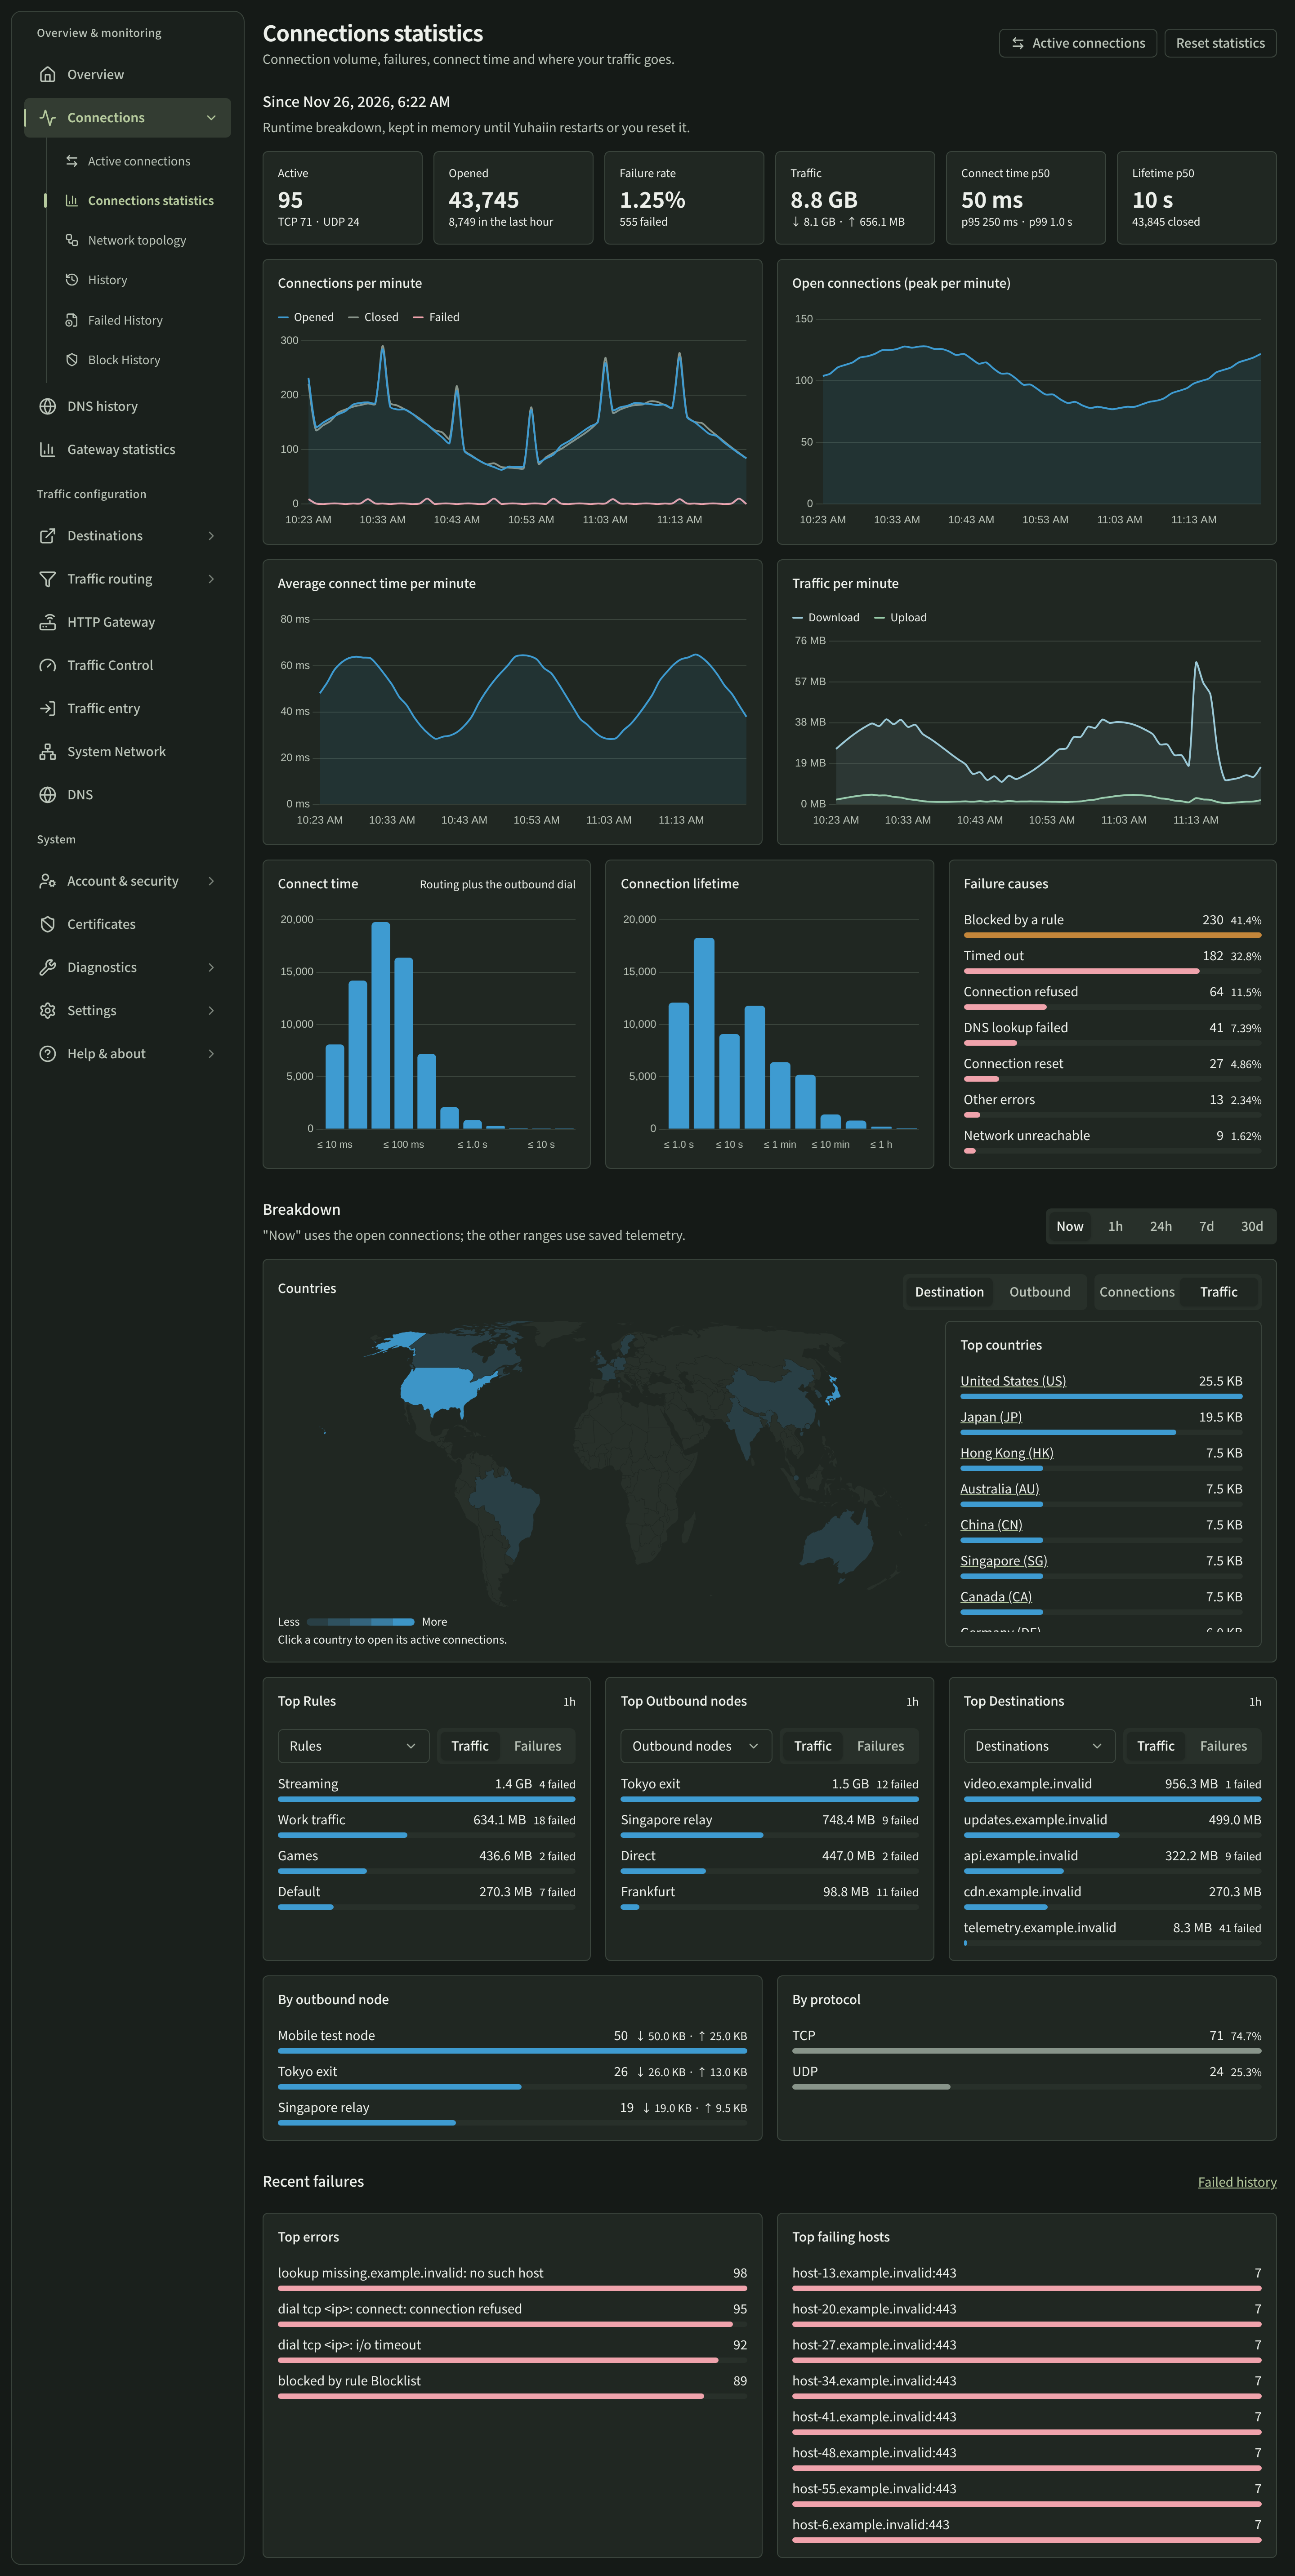 Overview & monitoring
Overview
Connections
Active connections
Connections statistics
Network topology
History
Failed History
Block History
DNS history
Gateway statistics
Traffic configuration
Destinations
Traffic routing
HTTP Gateway
Traffic Control
Traffic entry
System Network
DNS
System
Account & security
Certificates
Diagnostics
Settings
Help & about
Connections statistics
Connection volume, failures, connect time and where your traffic goes.
Active connections
Reset statistics
Since Nov 26, 2026, 6:22 AM
Runtime breakdown, kept in memory until Yuhaiin restarts or you reset it.
Active
95
TCP 71 · UDP 24
Opened
43,745
8,749 in the last hour
Failure rate
1.25%
555 failed
Traffic
8.8 GB
↓ 8.1 GB · ↑ 656.1 MB
Connect time p50
50 ms
p95 250 ms · p99 1.0 s
Lifetime p50
10 s
43,845 closed
Connections per minute
Opened Closed Failed
300
200
100
0
10:23 AM 10:33 AM 10:43 AM 10:53 AM 11:03 AM 11:13 AM
Open connections (peak per minute)
150
100
50
0
10:23 AM 10:33 AM 10:43 AM 10:53 AM 11:03 AM 11:13 AM
Average connect time per minute
80 ms
60 ms
40 ms
20 ms
0 ms
10:23 AM 10:33 AM 10:43 AM 10:53 AM 11:03 AM 11:13 AM
Traffic per minute
Download Upload
76 MB
57 MB
38 MB
19 MB
0 MB
10:23 AM 10:33 AM 10:43 AM 10:53 AM 11:03 AM 11:13 AM
Connect time Routing plus the outbound dial
20,000
15,000
10,000
5,000
0
≤ 10 ms ≤ 100 ms ≤ 1.0 s ≤ 10 s
Connection lifetime
20,000
15,000
10,000
5,000
0
≤ 1.0 s ≤ 10 s ≤ 1 min ≤ 10 min ≤ 1 h
Failure causes
Blocked by a rule 230 41.4%
Timed out 182 32.8%
Connection refused 64 11.5%
DNS lookup failed 41 7.39%
Connection reset 27 4.86%
Other errors 13 2.34%
Network unreachable 9 1.62%
Breakdown
"Now" uses the open connections; the other ranges use saved telemetry.
Now 1h 24h 7d 30d
Countries
Destination Outbound
Connections Traffic
Less More
Click a country to open its active connections.
Top countries
United States (US) 25.5 KB
Japan (JP) 19.5 KB
Hong Kong (HK) 7.5 KB
Australia (AU) 7.5 KB
China (CN) 7.5 KB
Singapore (SG) 7.5 KB
Canada (CA) 7.5 KB
Germany (DE) 6.0 KB
Top Rules 1h
Rules Traffic Failures
Streaming 1.4 GB 4 failed
Work traffic 634.1 MB 18 failed
Games 436.6 MB 2 failed
Default 270.3 MB 7 failed
Top Outbound nodes 1h
Outbound nodes Traffic Failures
Tokyo exit 1.5 GB 12 failed
Singapore relay 748.4 MB 9 failed
Direct 447.0 MB 2 failed
Frankfurt 98.8 MB 11 failed
Top Destinations 1h
Destinations Traffic Failures
video.example.invalid 956.3 MB 1 failed
updates.example.invalid 499.0 MB
api.example.invalid 322.2 MB 9 failed
cdn.example.invalid 270.3 MB
telemetry.example.invalid 8.3 MB 41 failed
By outbound node
Mobile test node 50 ↓ 50.0 KB · ↑ 25.0 KB
Tokyo exit 26 ↓ 26.0 KB · ↑ 13.0 KB
Singapore relay 19 ↓ 19.0 KB · ↑ 9.5 KB
By protocol
TCP 71 74.7%
UDP 24 25.3%
Recent failures
Failed history
Top errors
lookup missing.example.invalid: no such host 98
dial tcp <ip>: connect: connection refused 95
dial tcp <ip>: i/o timeout 92
blocked by rule Blocklist 89
Top failing hosts
host-13.example.invalid:443 7
host-20.example.invalid:443 7
host-27.example.invalid:443 7
host-34.example.invalid:443 7
host-41.example.invalid:443 7
host-48.example.invalid:443 7
host-55.example.invalid:443 7
host-6.example.invalid:443 7